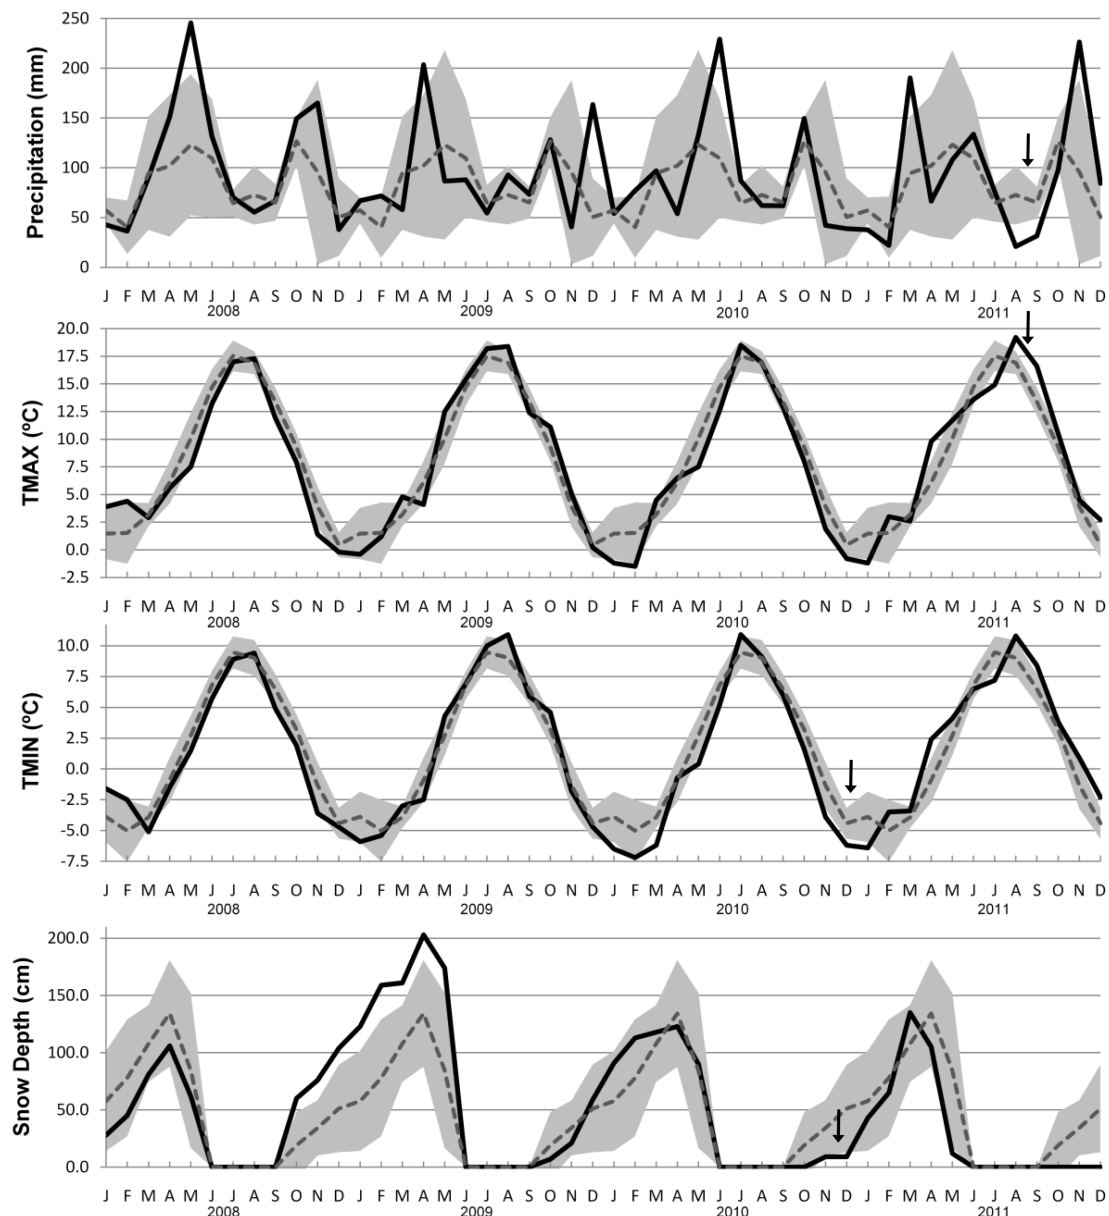 Precipitation (mm)
250
200
150
100
50
0
J F M A M J J A S O N D J F M A M J J A S O N D J F M A M J J A S O N D J F M A M J J A S O N D
2008 2009 2010 2011
TMAX (ºC)
20.0
17.5
15.0
12.5
10.0
7.5
5.0
2.5
0.0
-2.5
J F M A M J J A S O N D J F M A M J J A S O N D J F M A M J J A S O N D J F M A M J J A S O N D
2008 2009 2010 2011
TMIN (ºC)
10.0
7.5
5.0
2.5
0.0
-2.5
-5.0
-7.5
J F M A M J J A S O N D J F M A M J J A S O N D J F M A M J J A S O N D J F M A M J J A S O N D
2008 2009 2010 2011
Snow Depth (cm)
200.0
150.0
100.0
50.0
0.0
J F M A M J J A S O N D J F M A M J J A S O N D J F M A M J J A S O N D J F M A M J J A S O N D
2008 2009 2010 2011